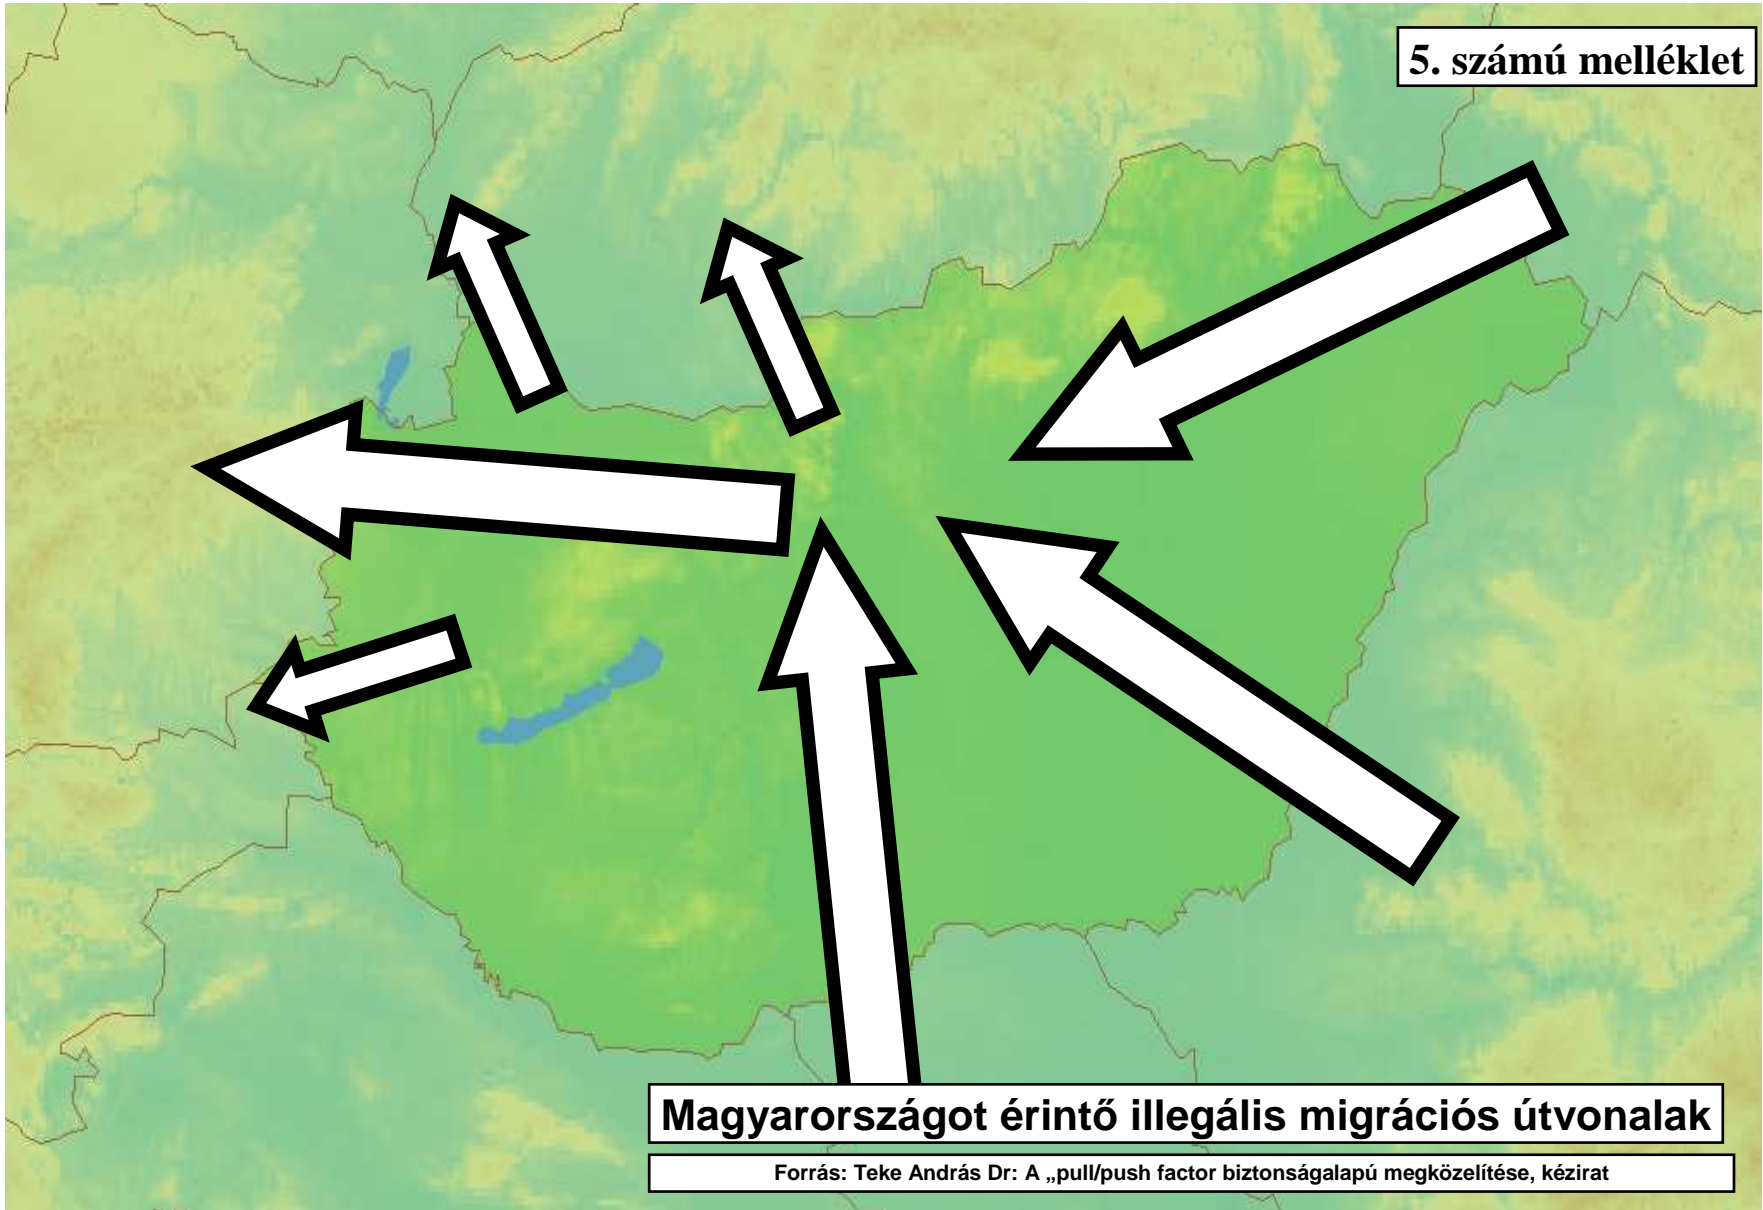 5. számú melléklet
Magyarországot érintő illegális migrációs útvonalak
Forrás: Teke András Dr: A „pull/push factor biztonságalapú megközelítése, kézirat